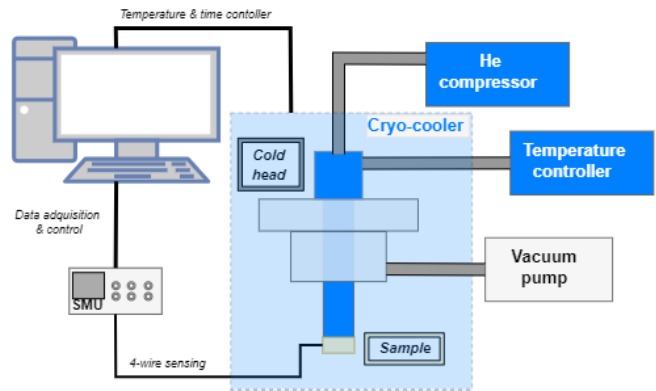 Temperature & time contoller
He
compressor
Cryo-cooler
Cold
head
Temperature
controller
Data adquisition
& control
Vacuum
pump
SMU
Sample
4-wire sensing